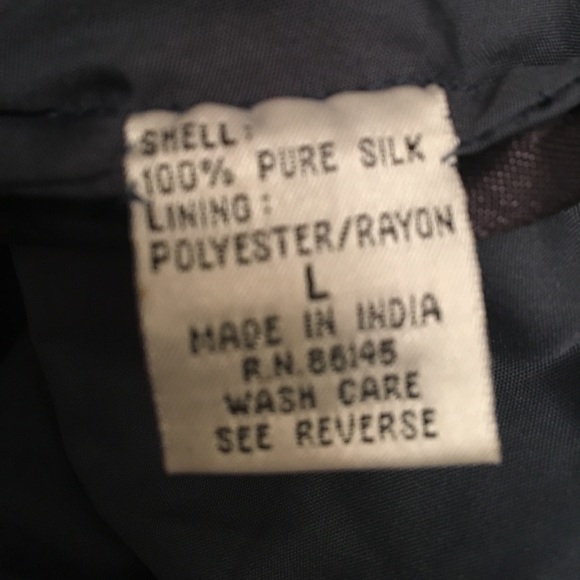 SHELL:
100% PURE SILK
LINING:
POLYESTER/RAYON
L
MADE IN INDIA
R.N. 86145
WASH CARE
SEE REVERSE